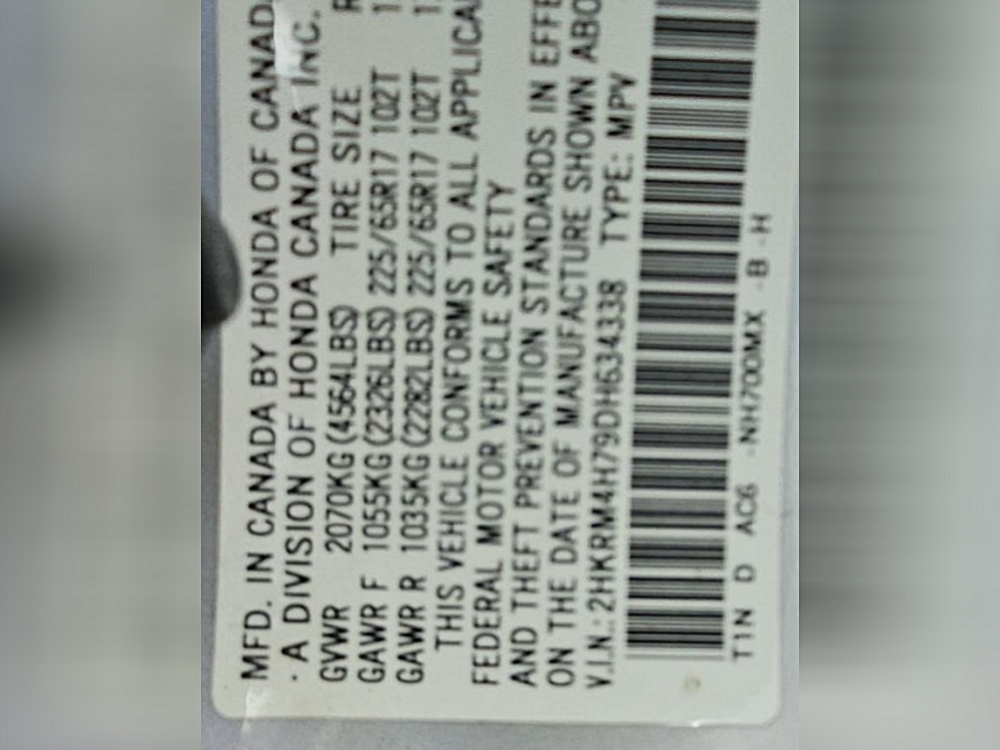 MFD. IN CANADA BY HONDA OF CANAD
A DIVISION OF HONDA CANADA INC.
GVWR 2070KG(4564LBS) TIRE SIZE R
GAWR F 1055KG(2326LBS) 225/65R17 102T 1
GAWR R 1035KG(2282LBS) 225/65R17 102T 1
THIS VEHICLE CONFORMS TO ALL APPLICA
FEDERAL MOTOR VEHICLE SAFETY
AND THEFT PREVENTION STANDARDS IN EFFE
ON THE DATE OF MANUFACTURE SHOWN ABO
V.I.N.: 2HKRM4H79DH634338 TYPE: MPV
T1N D AC6 -NH700MX -B -H